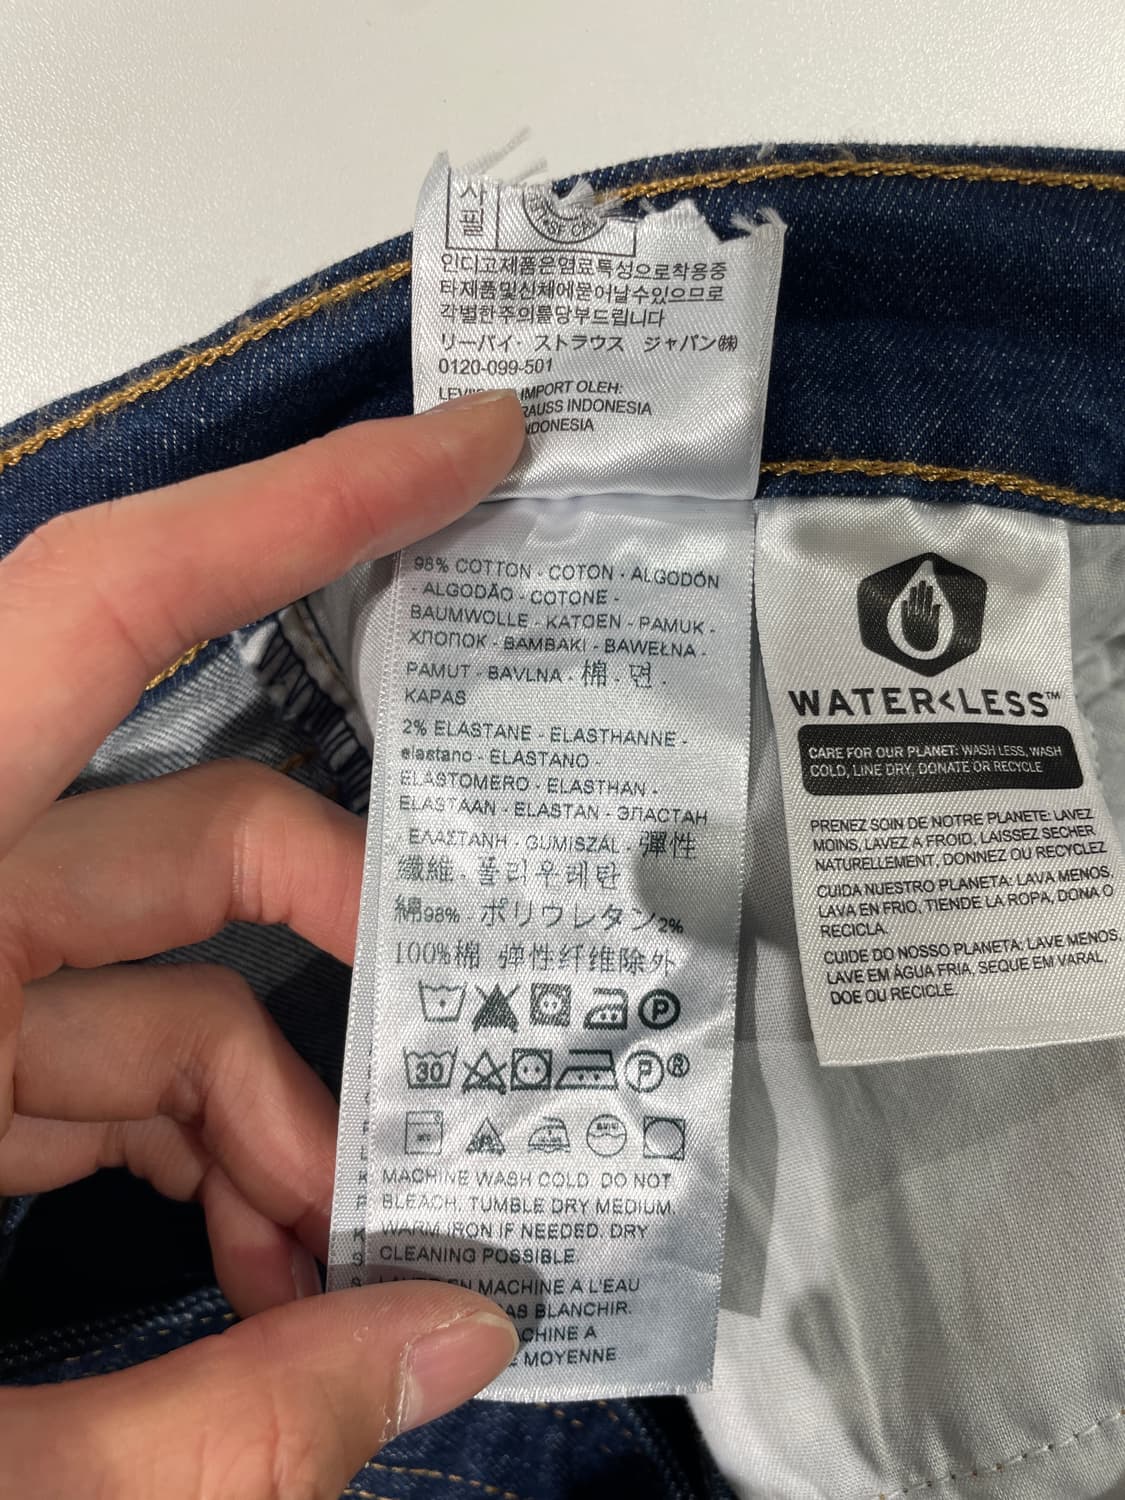 사
필
인디고제품은염료특성으로착용중
타제품및신체에묻어날수있으므로
각별한주의를당부드립니다
リーバイ・ストラウス ジャパン㈱
0120-099-501
IMPORT OLEH:
INDONESIA
98% COTTON - COTON - ALGODÓN
- ALGODÃO - COTONE -
BAUMWOLLE - KATOEN - PAMUK -
ХЛОПОК - BAMBAKI - BAWEŁNA -
PAMUT - BAVLNA - 棉 - 면 -
KAPAS
2% ELASTANE - ELASTHANNE -
elastano - ELASTANO -
ELASTOMERO - ELASTHAN -
ELASTAAN - ELASTAN - ЭЛАСТАН
- ΕΛΑΣΤΑΝΗ - GUMISZÁL - 彈性
纖維 - 폴리우레탄
綿98% - ポリウレタン2%
100%棉 弹性纤维除外
P
30
P®
MACHINE WASH COLD. DO NOT
BLEACH. TUMBLE DRY MEDIUM.
WARM IRON IF NEEDED. DRY
CLEANING POSSIBLE.
EN MACHINE A L'EAU
BLANCHIR.
A
MOYENNE
WATER<LESS™
CARE FOR OUR PLANET: WASH LESS, WASH
COLD, LINE DRY, DONATE OR RECYCLE
PRENEZ SOIN DE NOTRE PLANETE: LAVEZ
MOINS, LAVEZ A FROID, LAISSEZ SECHER
NATURELLEMENT, DONNEZ OU RECYCLEZ
CUIDA NUESTRO PLANETA: LAVA MENOS,
LAVA EN FRIO, TIENDE LA ROPA, DONA O
RECICLA.
CUIDE DO NOSSO PLANETA: LAVE MENOS,
LAVE EM ÁGUA FRIA, SEQUE EM VARAL,
DOE OU RECICLE.